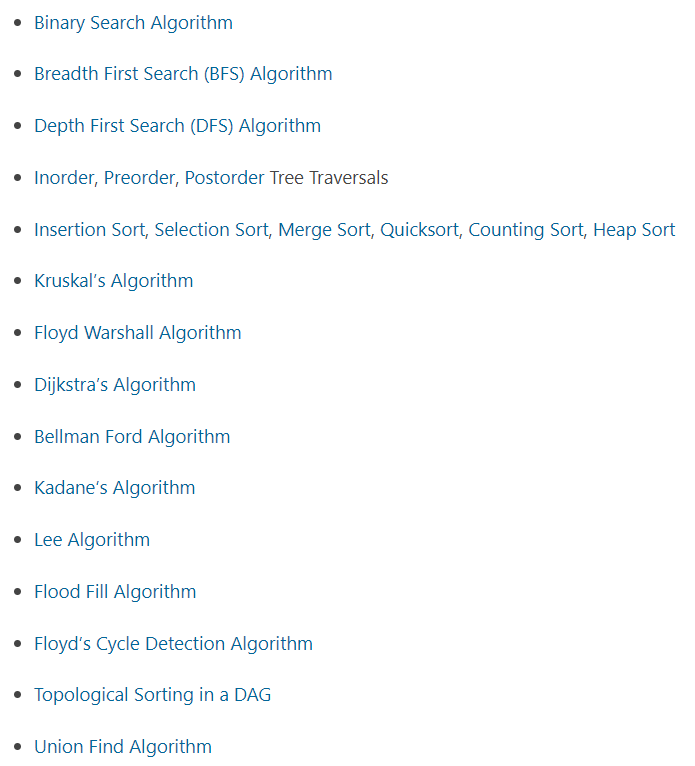 Binary Search Algorithm
Breadth First Search (BFS) Algorithm
Depth First Search (DFS) Algorithm
Inorder, Preorder, Postorder Tree Traversals
Insertion Sort, Selection Sort, Merge Sort, Quicksort, Counting Sort, Heap Sort
Kruskal’s Algorithm
Floyd Warshall Algorithm
Dijkstra’s Algorithm
Bellman Ford Algorithm
Kadane’s Algorithm
Lee Algorithm
Flood Fill Algorithm
Floyd’s Cycle Detection Algorithm
Topological Sorting in a DAG
Union Find Algorithm